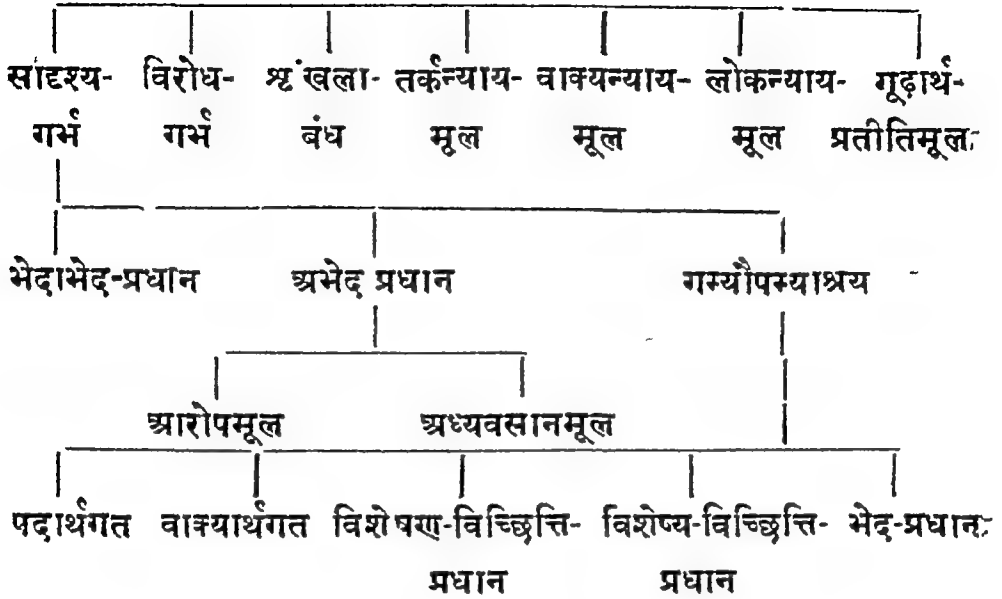 सादृश्य- विरोध- शृंखला- तर्कन्याय- वाक्यन्याय- लोकन्याय- गूढ़ार्थ-
गर्भ गर्भ बंध मूल मूल मूल प्रतीतिमूल
भेदाभेद-प्रधान अभेद प्रधान गम्यौपम्याश्रय
आरोपमूल अध्यवसानमूल
पदार्थगत वाक्यार्थगत विशेषण-विच्छित्ति- विशेष्य-विच्छित्ति- भेद-प्रधान
प्रधान प्रधान